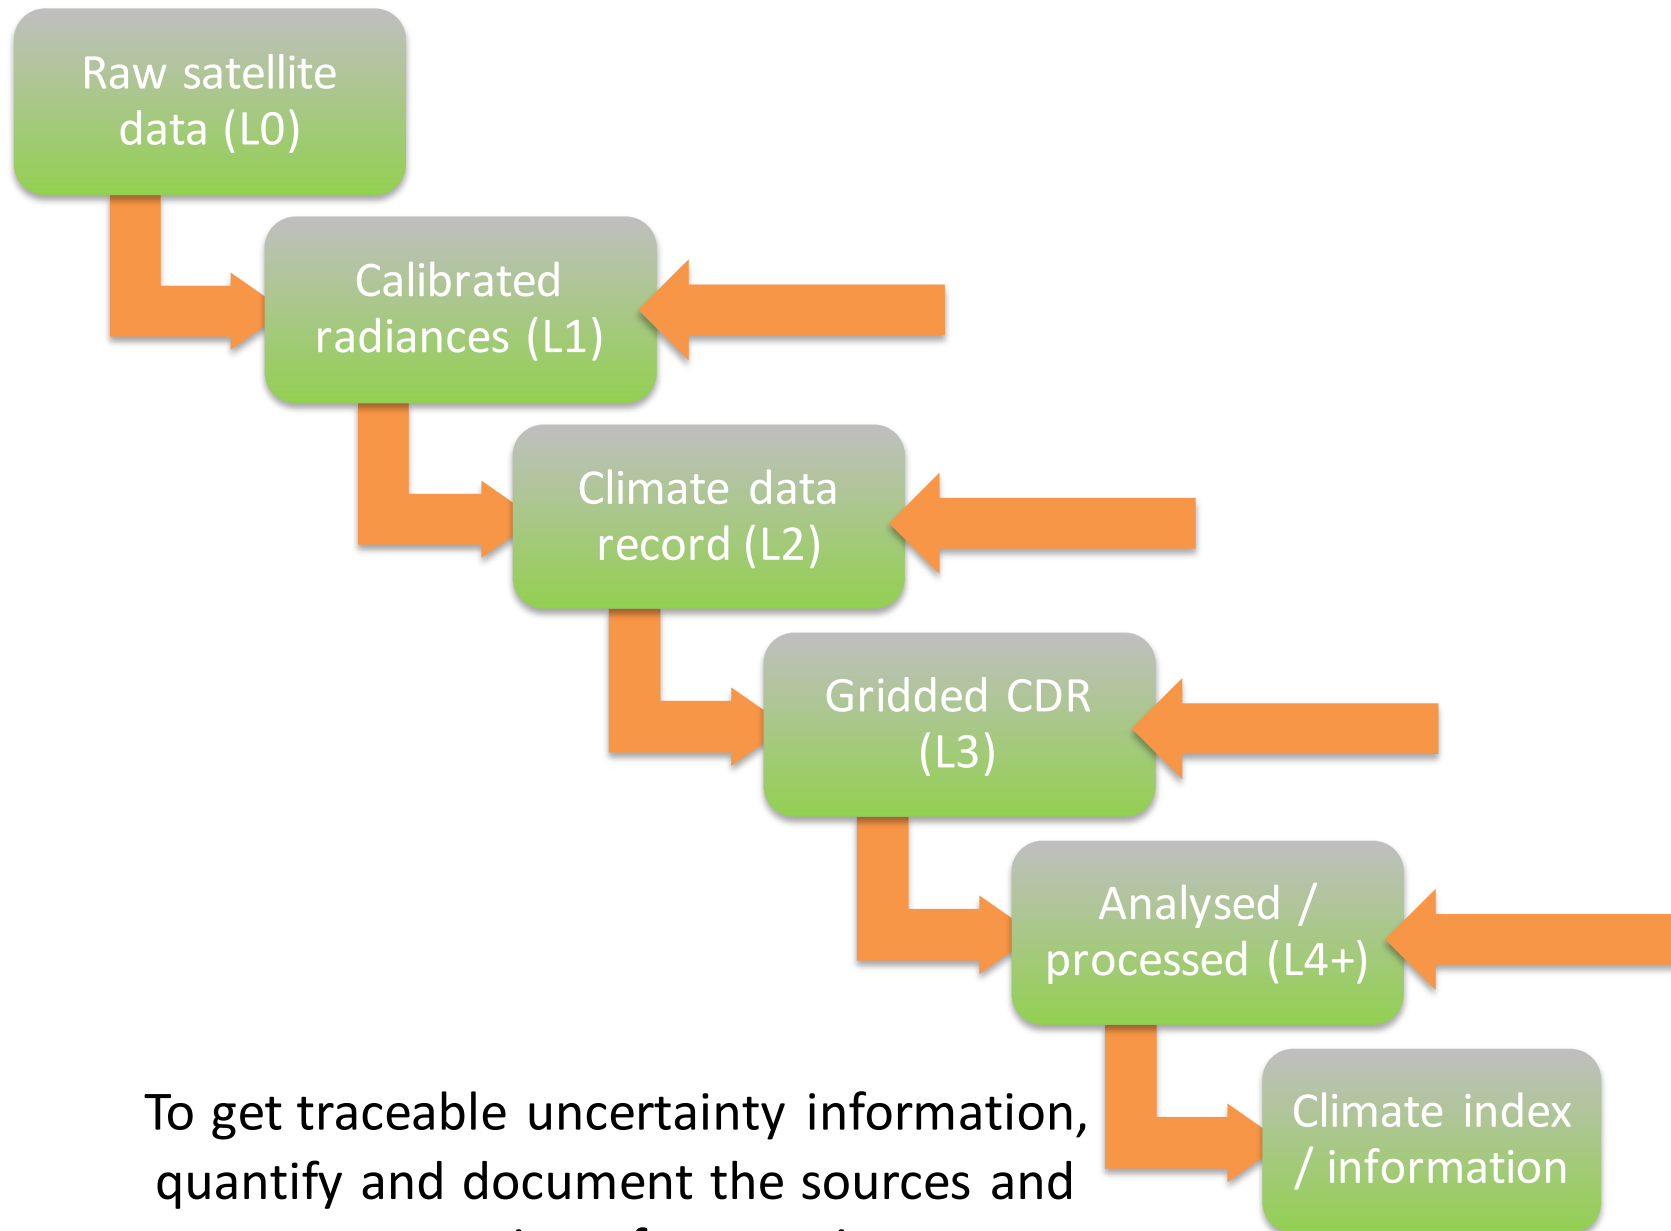 Raw satellite
data (L0)
Calibrated
radiances (L1)
Climate data
record (L2)
Gridded CDR
(L3)
Analysed /
processed (L4+)
Climate index
/ information
To get traceable uncertainty information,
quantify and document the sources and